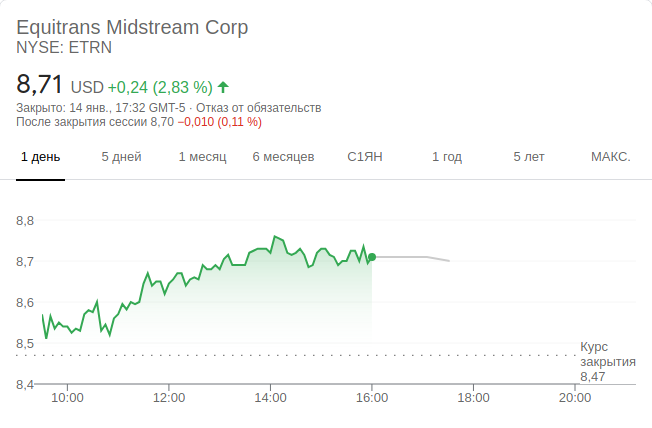 Equitrans Midstream Corp
NYSE: ETRN
8,71 USD +0,24 (2,83 %)
Закрыто: 14 янв., 17:32 GMT-5 · Отказ от обязательств
После закрытия сессии 8,70 −0,010 (0,11 %)
1 день 5 дней 1 месяц 6 месяцев С1ЯН 1 год 5 лет МАКС.
8,8
8,7
8,6
8,5
Курс
закрытия
8,47
8,4
10:00 12:00 14:00 16:00 18:00 20:00